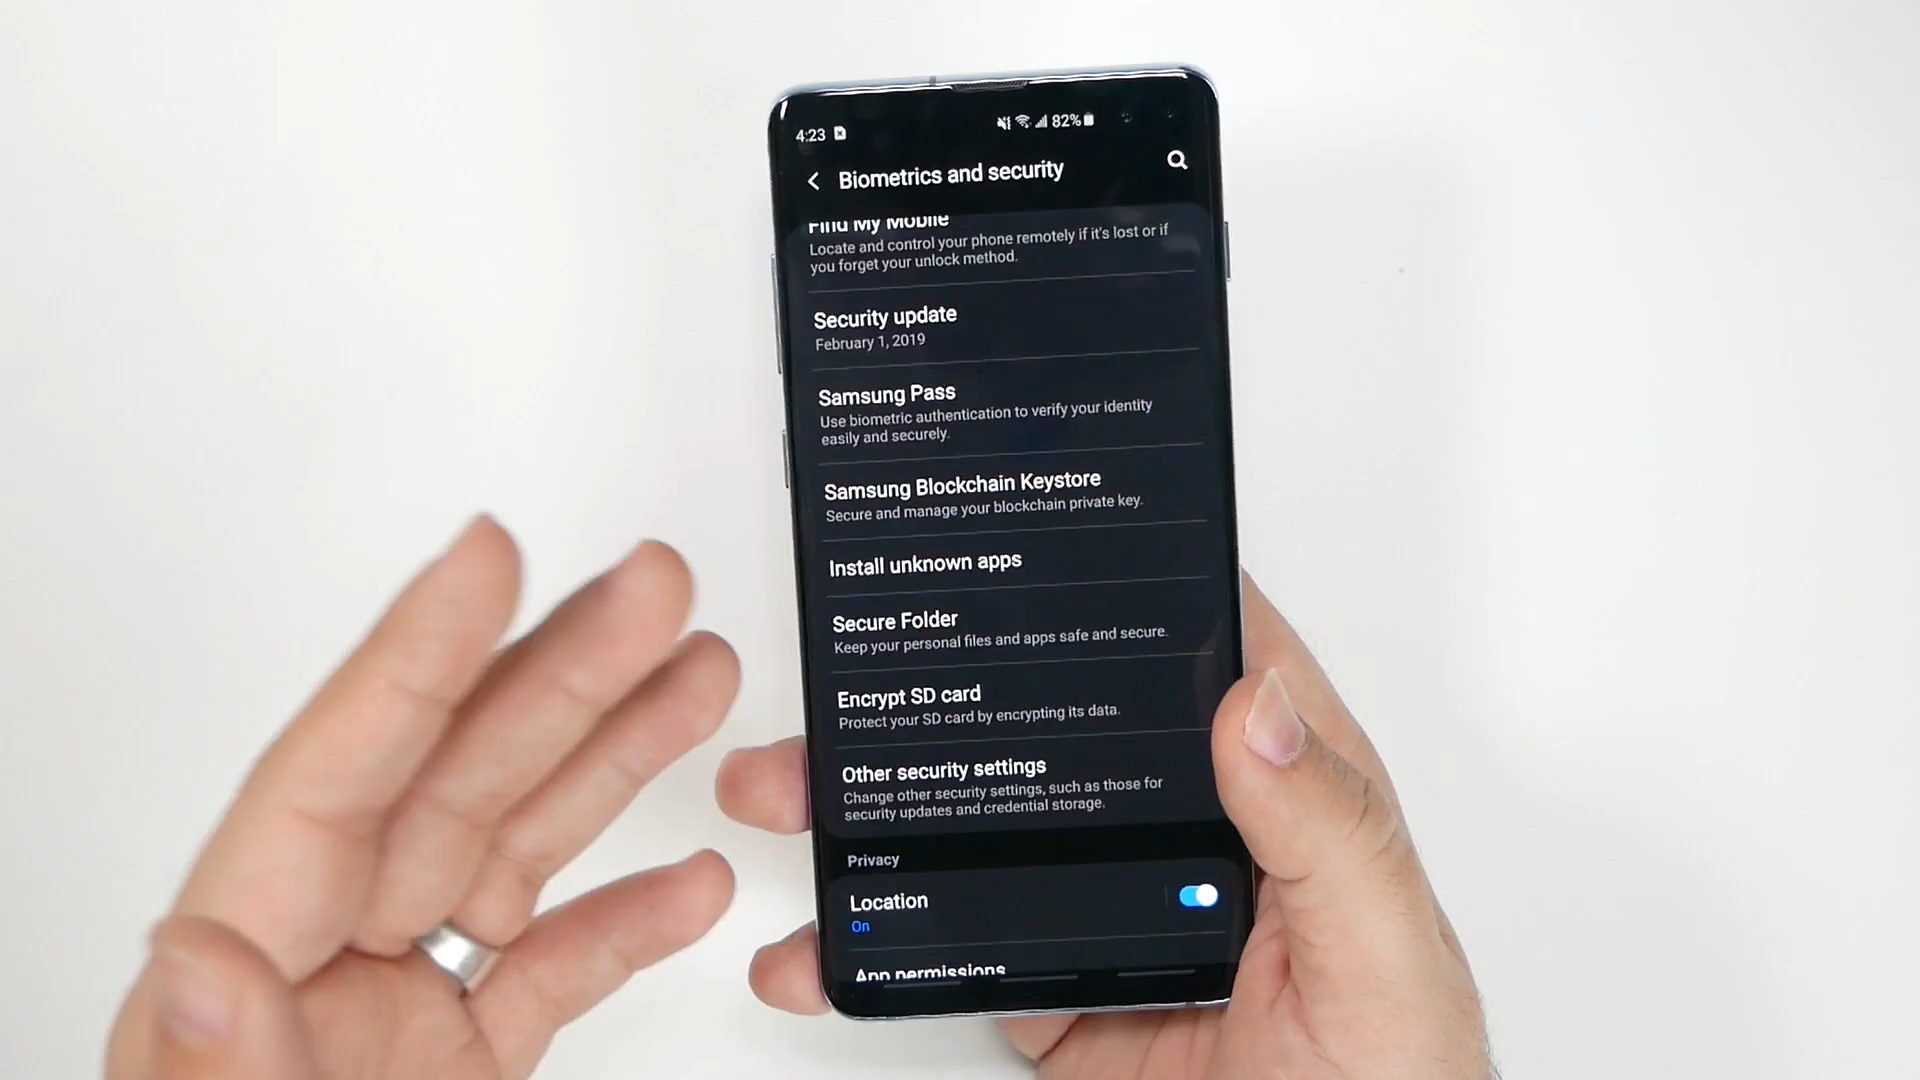 4:23
82%
Biometrics and security
Find My Mobile
Locate and control your phone remotely if it's lost or if
you forget your unlock method.
Security update
February 1, 2019
Samsung Pass
Use biometric authentication to verify your identity
easily and securely.
Samsung Blockchain Keystore
Secure and manage your blockchain private key.
Install unknown apps
Secure Folder
Keep your personal files and apps safe and secure.
Encrypt SD card
Protect your SD card by encrypting its data.
Other security settings
Change other security settings, such as those for
security updates and credential storage.
Privacy
Location
On
App permissions